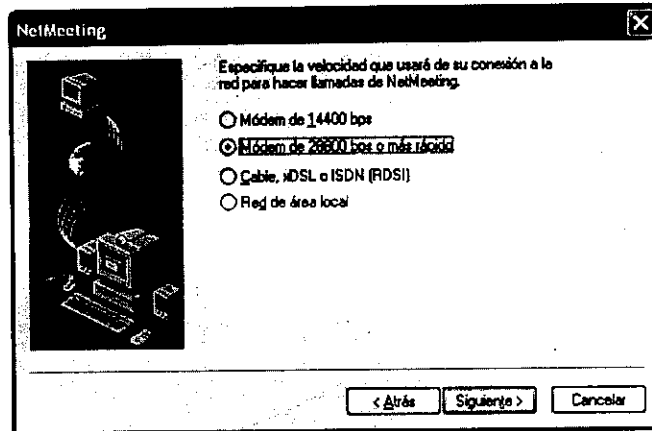 NetMeeting
Especifique la velocidad que usará de su conexión a la
red para hacer llamadas de NetMeeting.
Módem de 14400 bps
Módem de 28800 bps o más rápido
Cable, xDSL o ISDN (RDSI)
Red de área local
< Atrás
Siguiente >
Cancelar